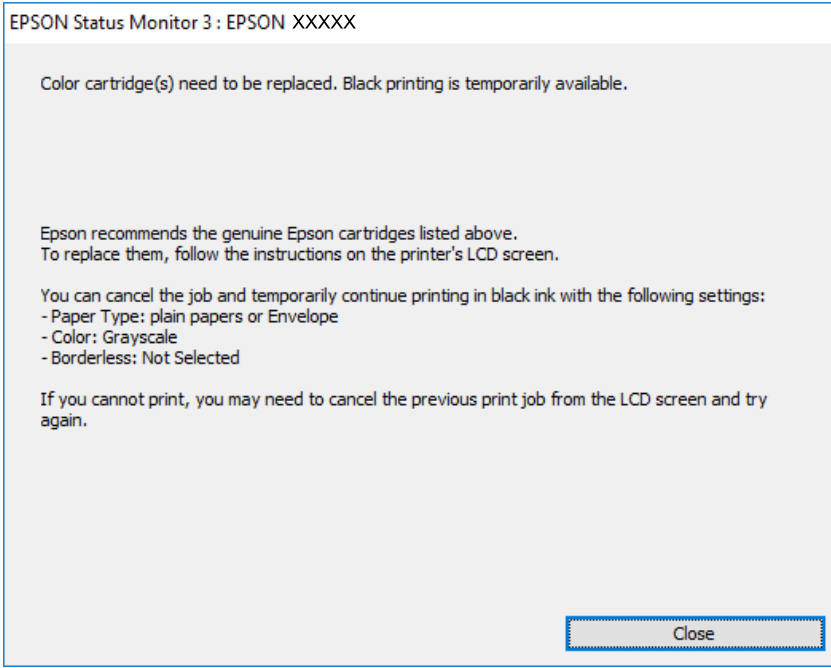 EPSON Status Monitor 3 : EPSON XXXXX
Color cartridge(s) need to be replaced. Black printing is temporarily available.
Epson recommends the genuine Epson cartridges listed above.
To replace them, follow the instructions on the printer's LCD screen.
You can cancel the job and temporarily continue printing in black ink with the following settings:
- Paper Type: plain papers or Envelope
- Color: Grayscale
- Borderless: Not Selected
If you cannot print, you may need to cancel the previous print job from the LCD screen and try
again.
Close